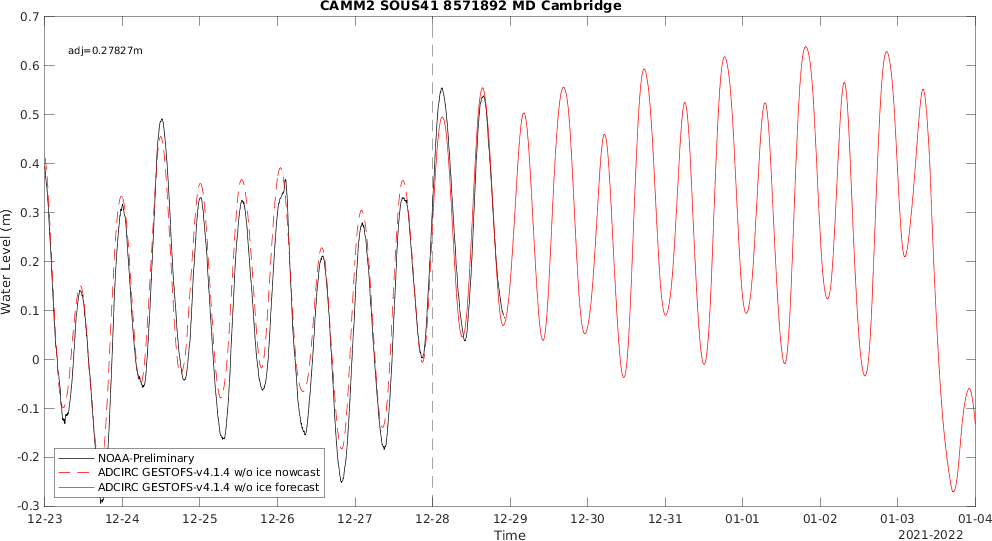 CAMM2 SOUS41 8571892 MD Cambridge
adj=0.27827m
Water Level (m)
0.7
0.6
0.5
0.4
0.3
0.2
0.1
0
-0.1
-0.2
-0.3
NOAA-Preliminary
ADCIRC GESTOFS-v4.1.4 w/o ice nowcast
ADCIRC GESTOFS-v4.1.4 w/o ice forecast
12-23 12-24 12-25 12-26 12-27 12-28 12-29 12-30 12-31 01-01 01-02 01-03 01-04
Time
2021-2022